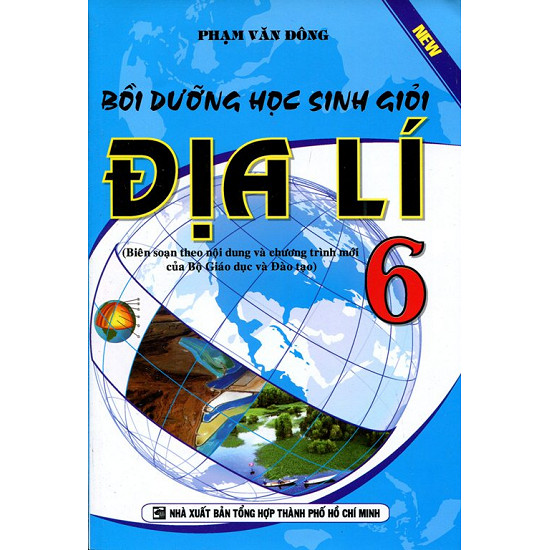 PHẠM VĂN ĐÔNG
NEW
BỒI DƯỠNG HỌC SINH GIỎI
ĐỊA LÍ
6
(Biên soạn theo nội dung và chương trình mới
của Bộ Giáo dục và Đào tạo)
NHÀ XUẤT BẢN TỔNG HỢP THÀNH PHỐ HỒ CHÍ MINH